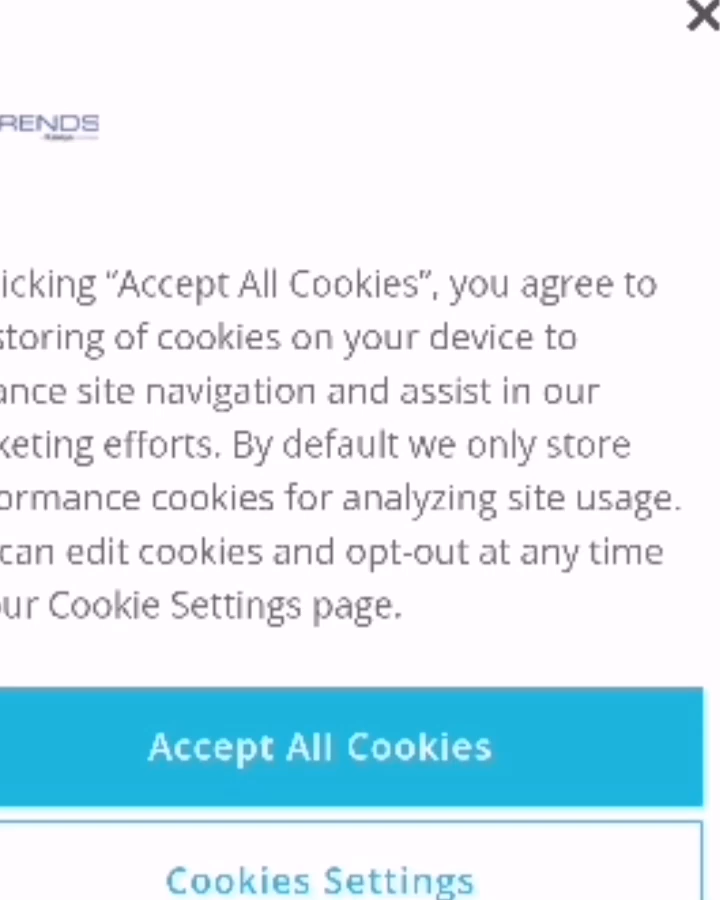 RENDS
icking “Accept All Cookies”, you agree to
storing of cookies on your device to
ance site navigation and assist in our
keting efforts. By default we only store
ormance cookies for analyzing site usage.
can edit cookies and opt-out at any time
our Cookie Settings page.
Accept All Cookies
Cookies Settings